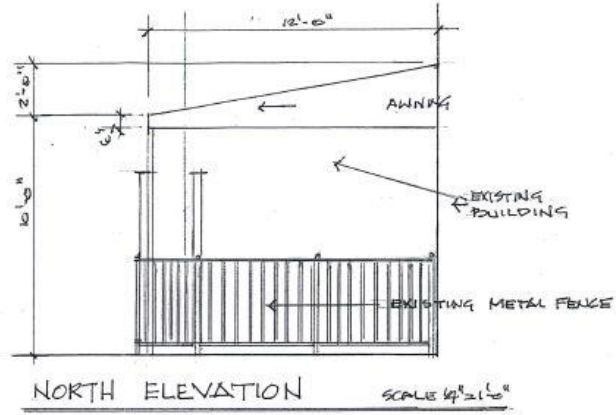 12'-0"
2'-0"
AWNING
6"
10'-0"
EXISTING
BUILDING
EXISTING METAL FENCE
NORTH ELEVATION
SCALE 1/4"=1'-0"